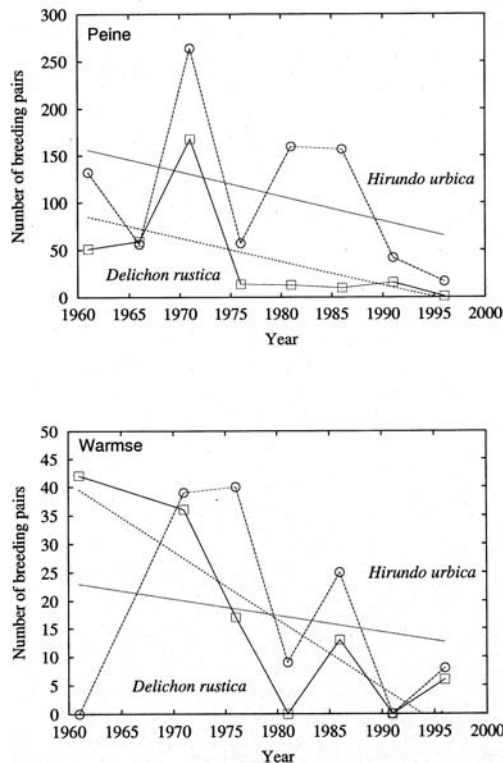 Peine
300
250
200
150
100
50
0
Number of breeding pairs
Hirundo urbica
Delichon rustica
1960 1965 1970 1975 1980 1985 1990 1995 2000
Year
Warmse
50
45
40
35
30
25
20
15
10
5
0
Number of breeding pairs
Hirundo urbica
Delichon rustica
1960 1965 1970 1975 1980 1985 1990 1995 2000
Year